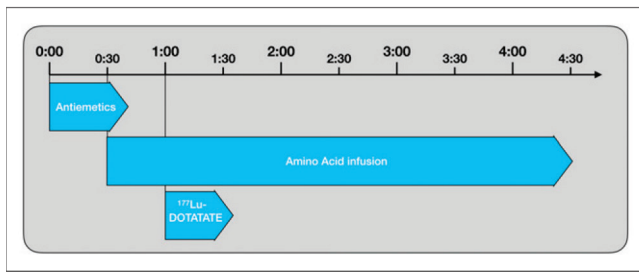 0:00 0:30 1:00 1:30 2:00 2:30 3:00 3:30 4:00 4:30
Antiemetics
Amino Acid infusion
¹⁷⁷Lu-
DOTATATE